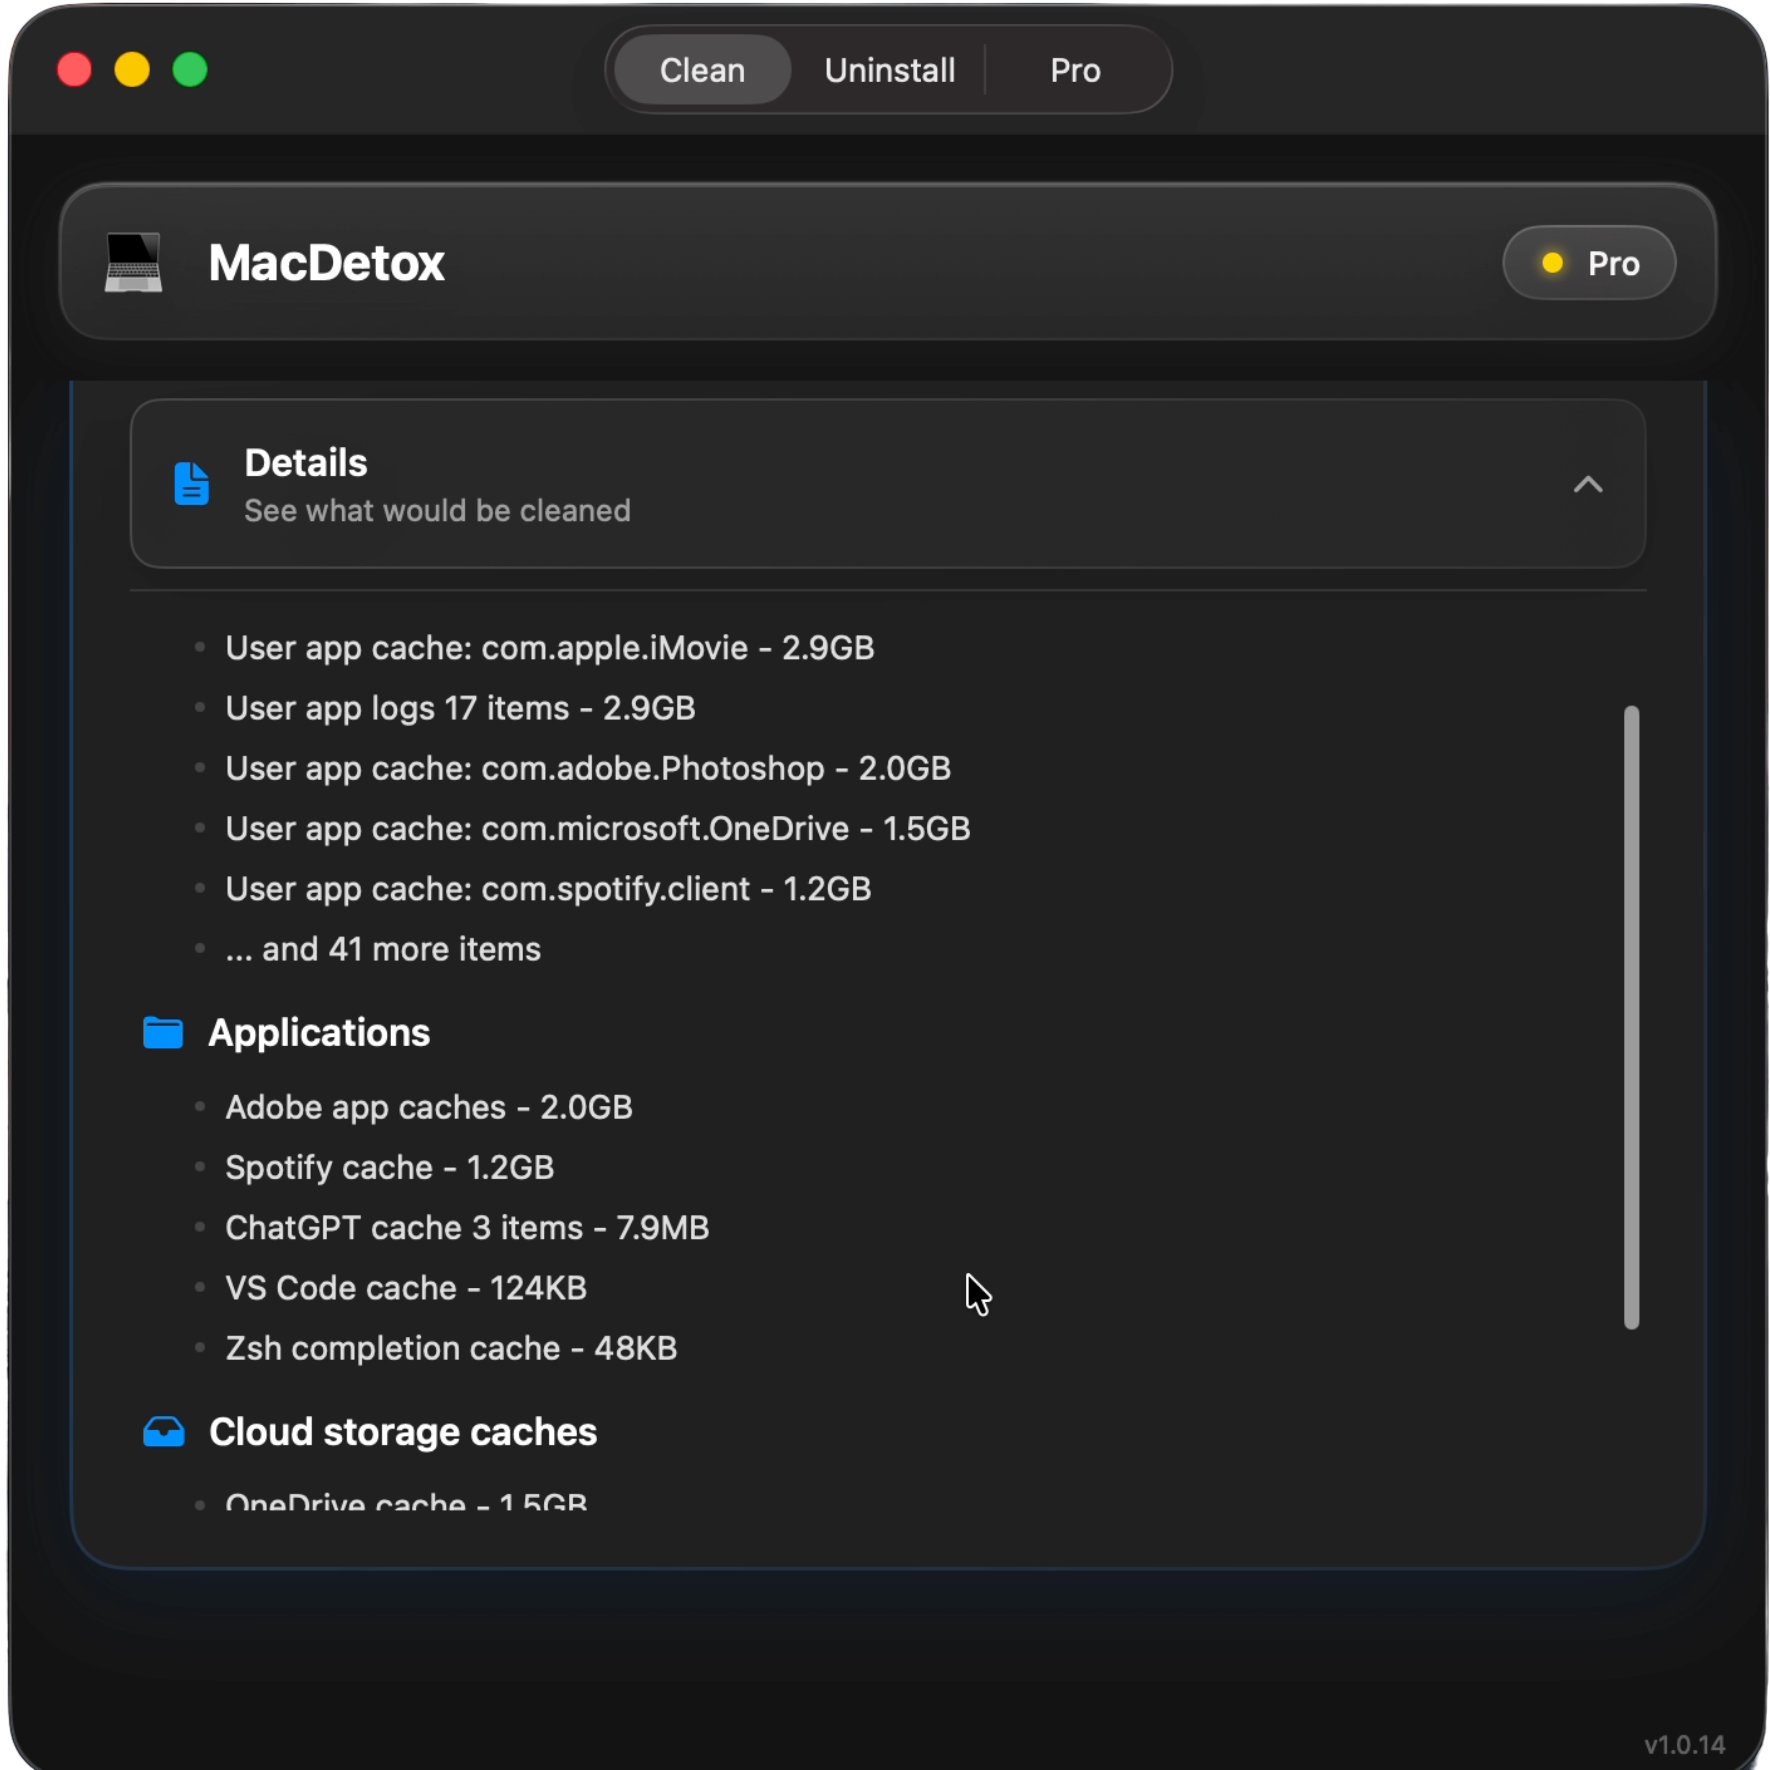 Clean Uninstall Pro
MacDetox
Pro
Details
See what would be cleaned
User app cache: com.apple.iMovie - 2.9GB
User app logs 17 items - 2.9GB
User app cache: com.adobe.Photoshop - 2.0GB
User app cache: com.microsoft.OneDrive - 1.5GB
User app cache: com.spotify.client - 1.2GB
... and 41 more items
Applications
Adobe app caches - 2.0GB
Spotify cache - 1.2GB
ChatGPT cache 3 items - 7.9MB
VS Code cache - 124KB
Zsh completion cache - 48KB
Cloud storage caches
OneDrive cache - 1.5GB
v1.0.14